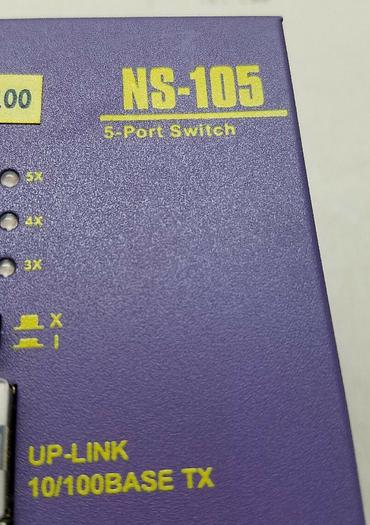 .00
NS-105
5-Port Switch
5X
4X
3X
X
I
UP-LINK
10/100BASE TX